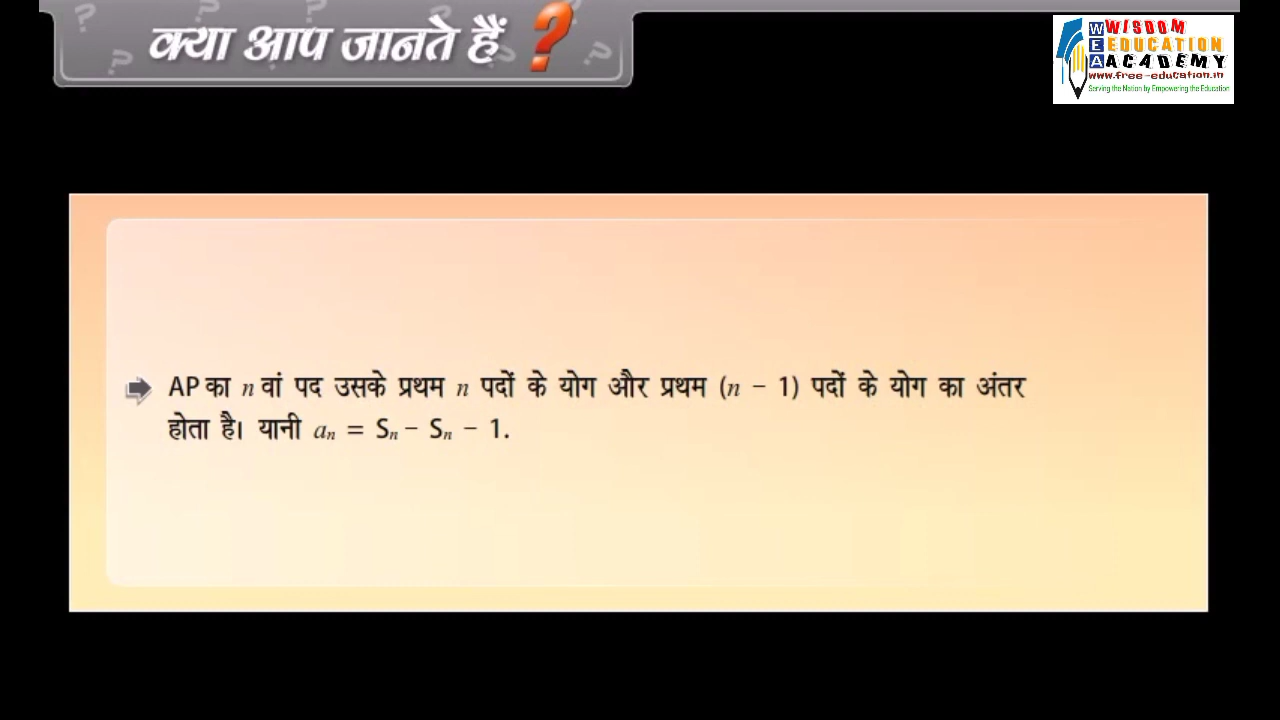 क्या आप जानते हैं ?
WISDOM
WEA EDUCATION
ACADEMY
www.free-education.in
Serving the Nation by Empowering the Education
AP का n वां पद उसके प्रथम n पदों के योग और प्रथम (n − 1) पदों के योग का अंतर
होता है। यानी aₙ = Sₙ − Sₙ − 1.